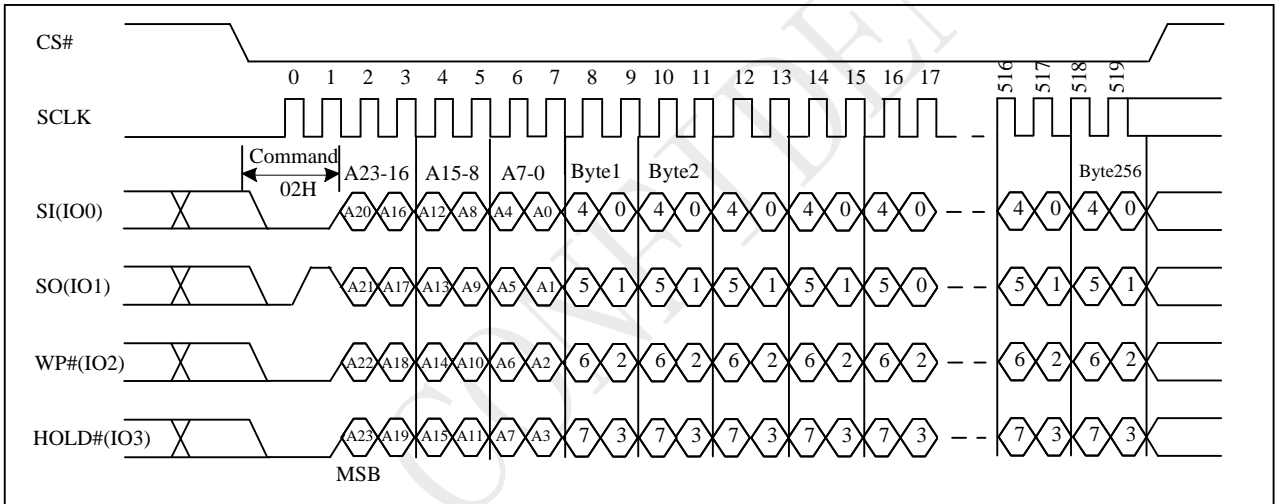 CS#
0 1 2 3 4 5 6 7 8 9 10 11 12 13 14 15 16 17 516 517 518 519
SCLK
Command
02H
A23-16 A15-8 A7-0 Byte1 Byte2 Byte256
SI(IO0) A20 A16 A12 A8 A4 A0 4 0 4 0 4 0 4 0 4 0 4 0 4 0
SO(IO1) A21 A17 A13 A9 A5 A1 5 1 5 1 5 1 5 1 5 0 5 1 5 1
WP#(IO2) A22 A18 A14 A10 A6 A2 6 2 6 2 6 2 6 2 6 2 6 2 6 2
HOLD#(IO3) A23 A19 A15 A11 A7 A3 7 3 7 3 7 3 7 3 7 3 7 3 7 3
MSB
CONFIDEN